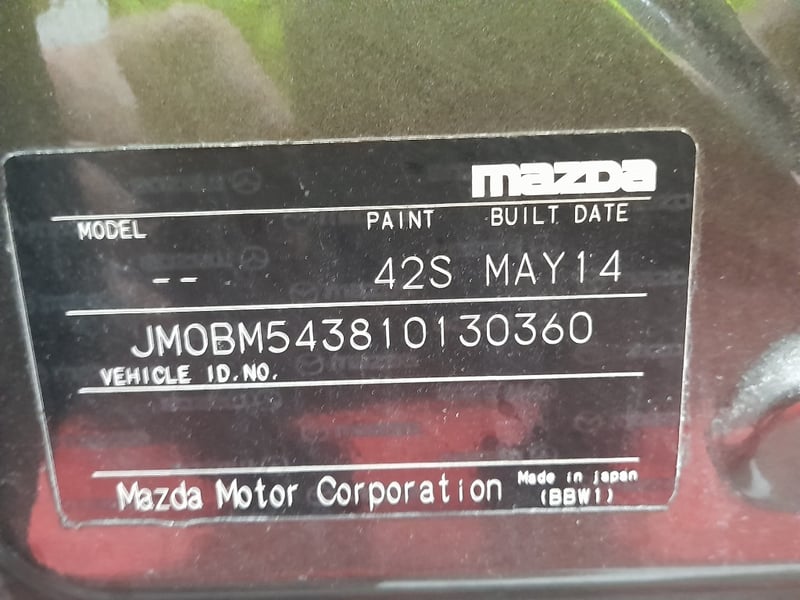 mazda
MODEL PAINT BUILT DATE
-- 42S MAY14
JM0BM543810130360
VEHICLE ID.NO.
Mazda Motor Corporation Made in japan
(BBW1)